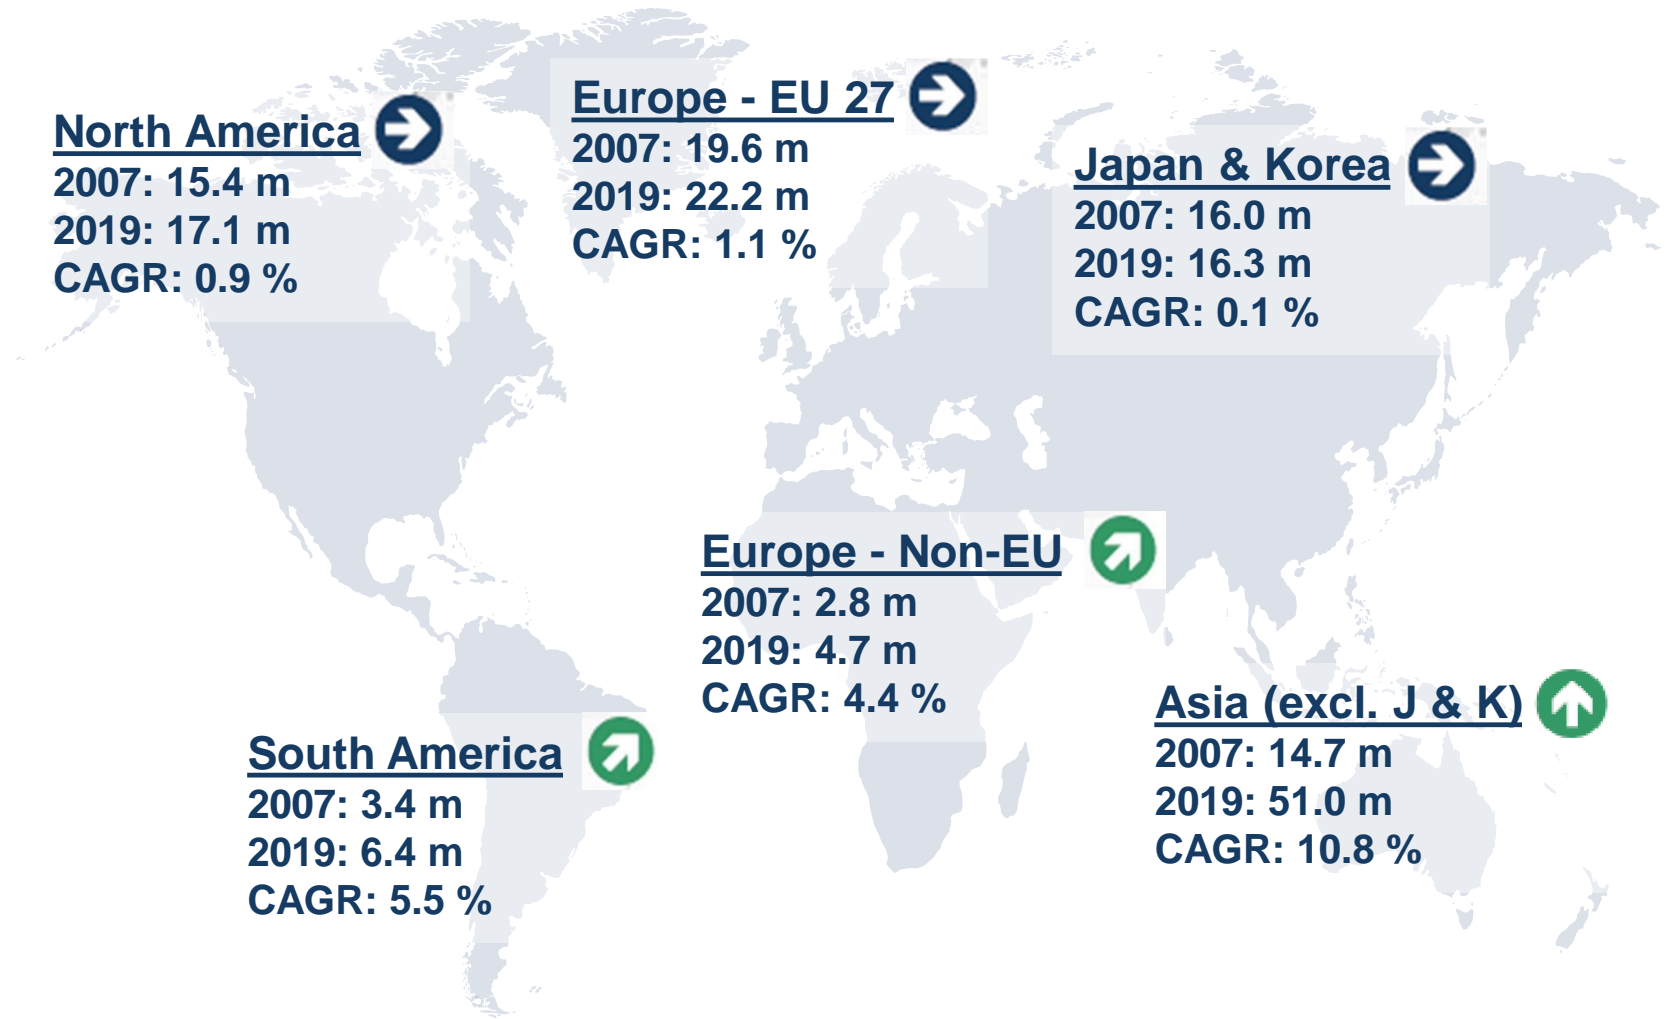 North America
2007: 15.4 m
2019: 17.1 m
CAGR: 0.9 %
Europe - EU 27
2007: 19.6 m
2019: 22.2 m
CAGR: 1.1 %
Japan & Korea
2007: 16.0 m
2019: 16.3 m
CAGR: 0.1 %
Europe - Non-EU
2007: 2.8 m
2019: 4.7 m
CAGR: 4.4 %
South America
2007: 3.4 m
2019: 6.4 m
CAGR: 5.5 %
Asia (excl. J & K)
2007: 14.7 m
2019: 51.0 m
CAGR: 10.8 %